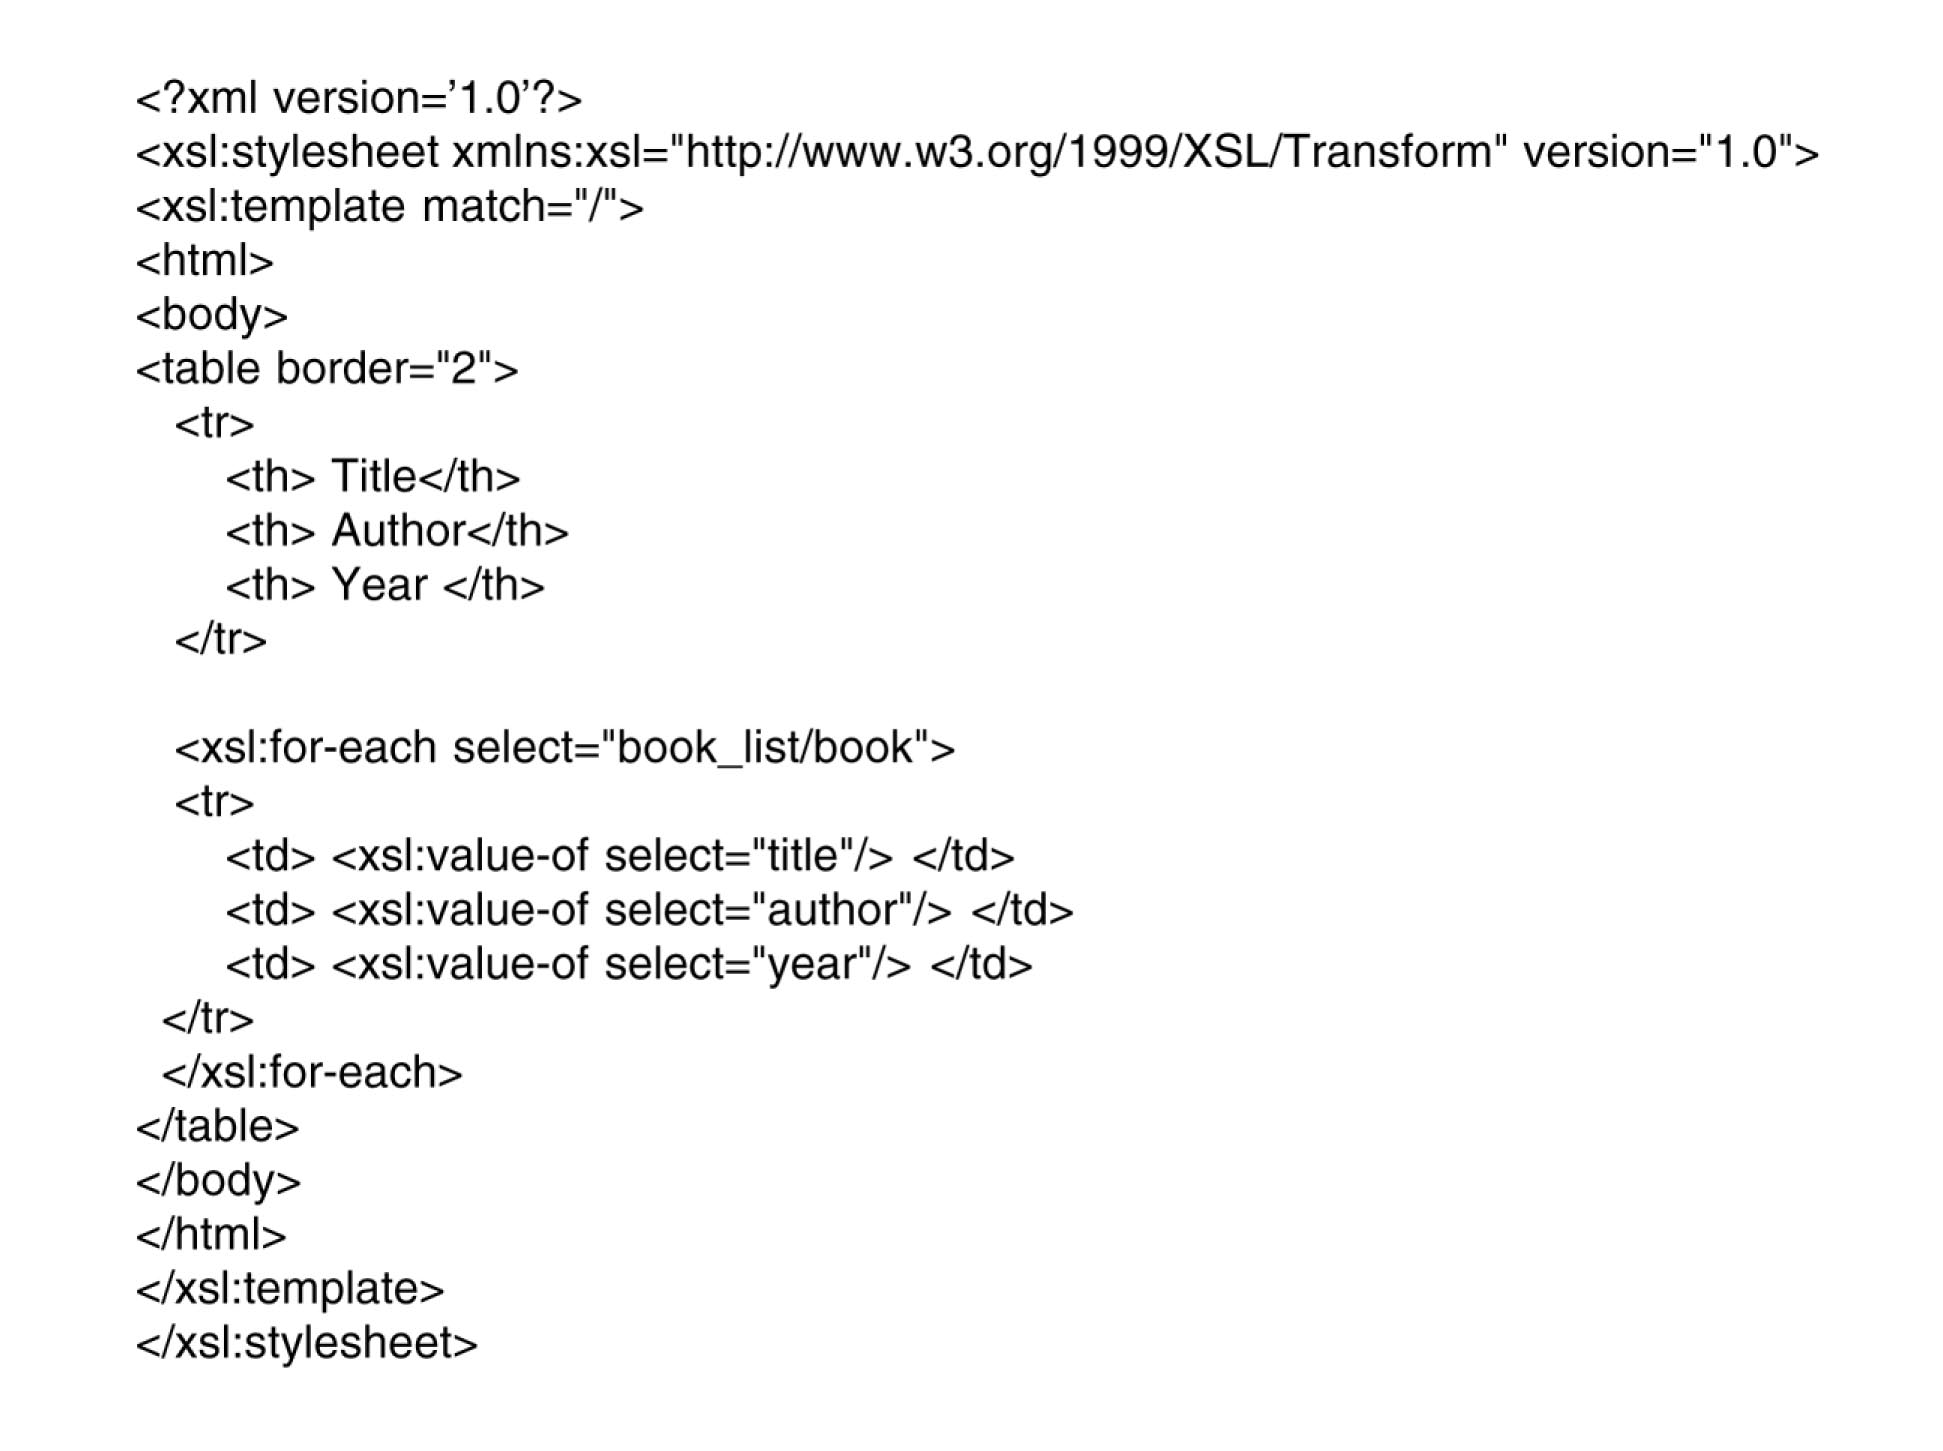 <?xml version=’1.0’?>
<xsl:stylesheet xmlns:xsl="http://www.w3.org/1999/XSL/Transform" version="1.0">
<xsl:template match="/">
<html>
<body>
<table border="2">
<tr>
<th> Title</th>
<th> Author</th>
<th> Year </th>
</tr>
<xsl:for-each select="book_list/book">
<tr>
<td> <xsl:value-of select="title"/> </td>
<td> <xsl:value-of select="author"/> </td>
<td> <xsl:value-of select="year"/> </td>
</tr>
</xsl:for-each>
</table>
</body>
</html>
</xsl:template>
</xsl:stylesheet>